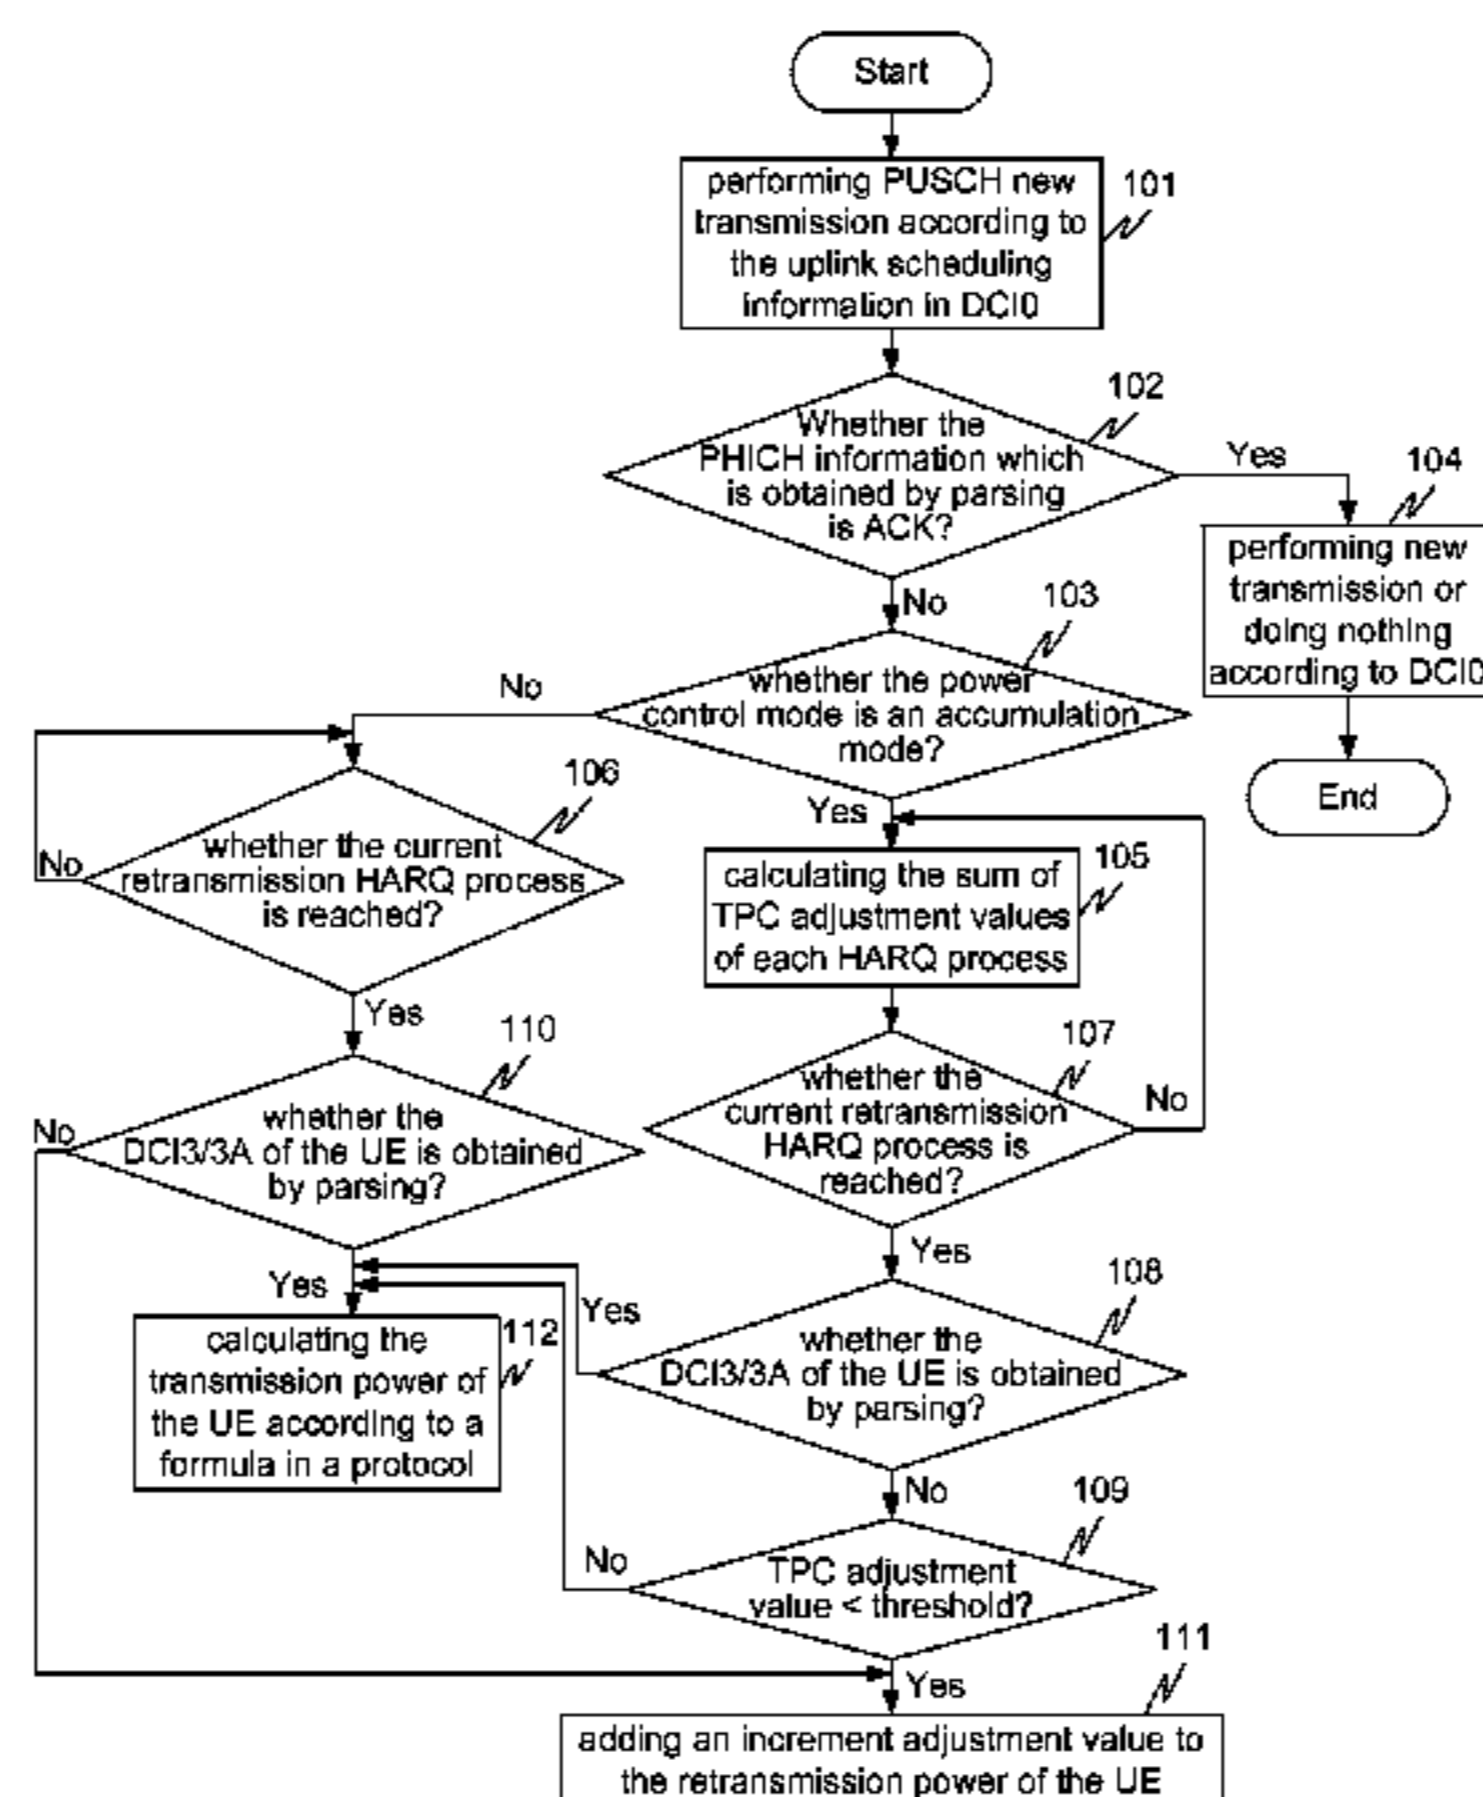 Start
performing PUSCH new
transmission according to
the uplink scheduling
information in DCI0
101
Whether the
PHICH information which
is obtained by parsing
is ACK?
102
Yes
104
performing new
transmission or
doing nothing
according to DCI0
End
No
103
whether the power
control mode is an accumulation
mode?
No
Yes
106
whether the current
retransmission HARQ process
is reached?
No
Yes
105
calculating the sum of
TPC adjustment values
of each HARQ process
107
whether the
current retransmission
HARQ process is
reached?
No
Yes
110
whether the
DCI3/3A of the UE is obtained
by parsing?
No
Yes
108
whether the
DCI3/3A of the UE is obtained
by parsing?
Yes
No
112
calculating the
transmission power of
the UE according to a
formula in a protocol
109
TPC adjustment
value < threshold?
No
Yes
111
adding an increment adjustment value to
the retransmission power of the UE